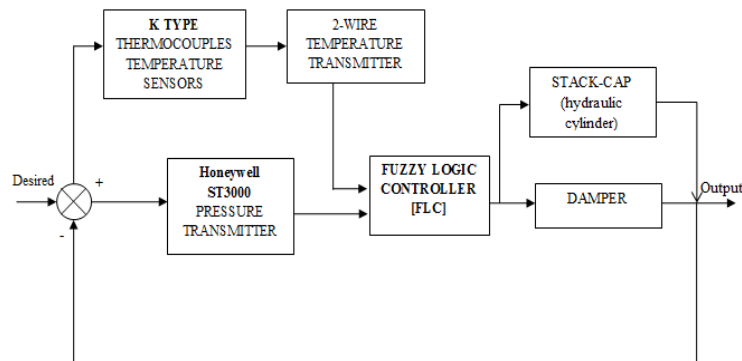 K TYPE
THERMOCOUPLES
TEMPERATURE
SENSORS
2-WIRE
TEMPERATURE
TRANSMITTER
STACK-CAP
(hydraulic
cylinder)
Desired
+
-
Honeywell
ST3000
PRESSURE
TRANSMITTER
FUZZY LOGIC
CONTROLLER
[FLC]
DAMPER
Output